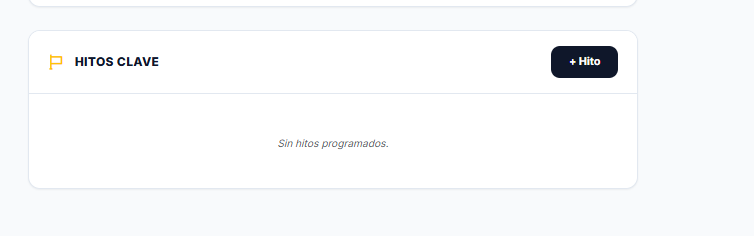 HITOS CLAVE
+ Hito
Sin hitos programados.